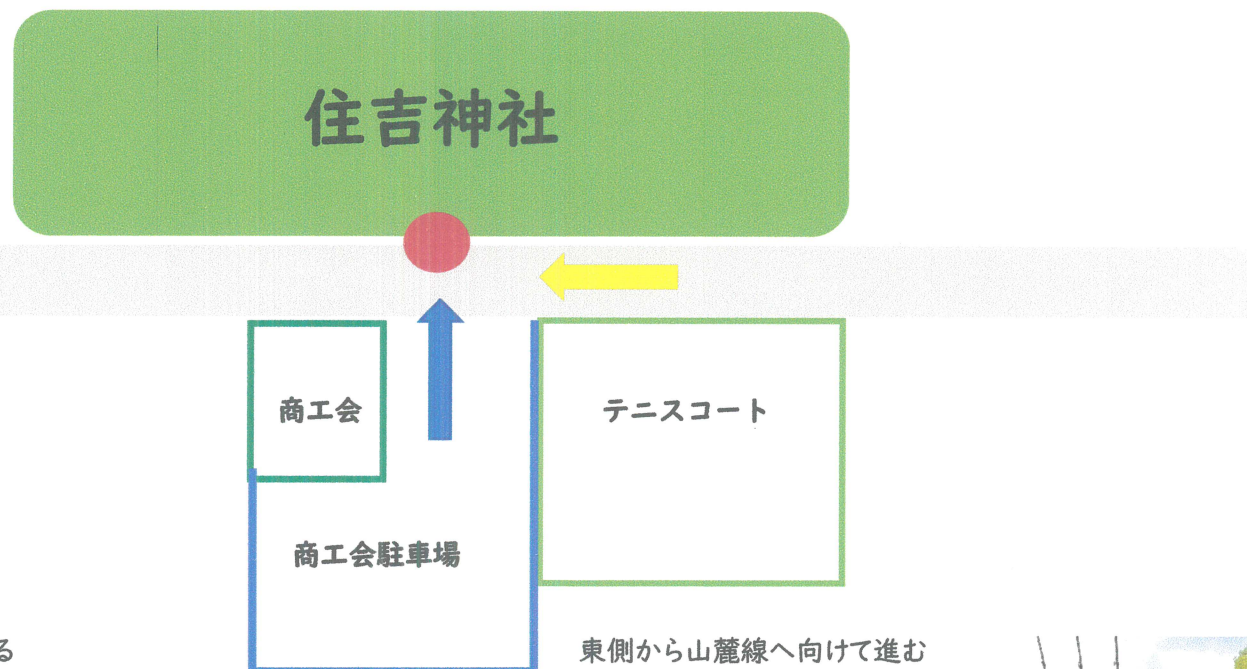 住吉神社
商工会
テニスコート
商工会駐車場
る
東側から山麓線へ向けて進む